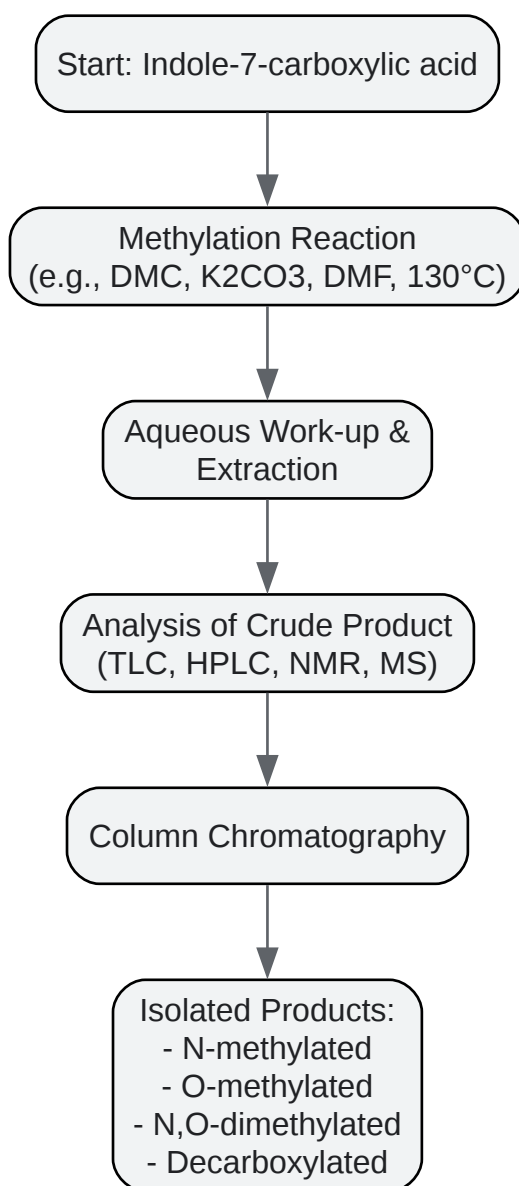 Start: Indole-7-carboxylic acid
Methylation Reaction
(e.g., DMC, K2CO3, DMF, 130°C)
Aqueous Work-up &
Extraction
Analysis of Crude Product
(TLC, HPLC, NMR, MS)
Column Chromatography
Isolated Products:
- N-methylated
- O-methylated
- N,O-dimethylated
- Decarboxylated